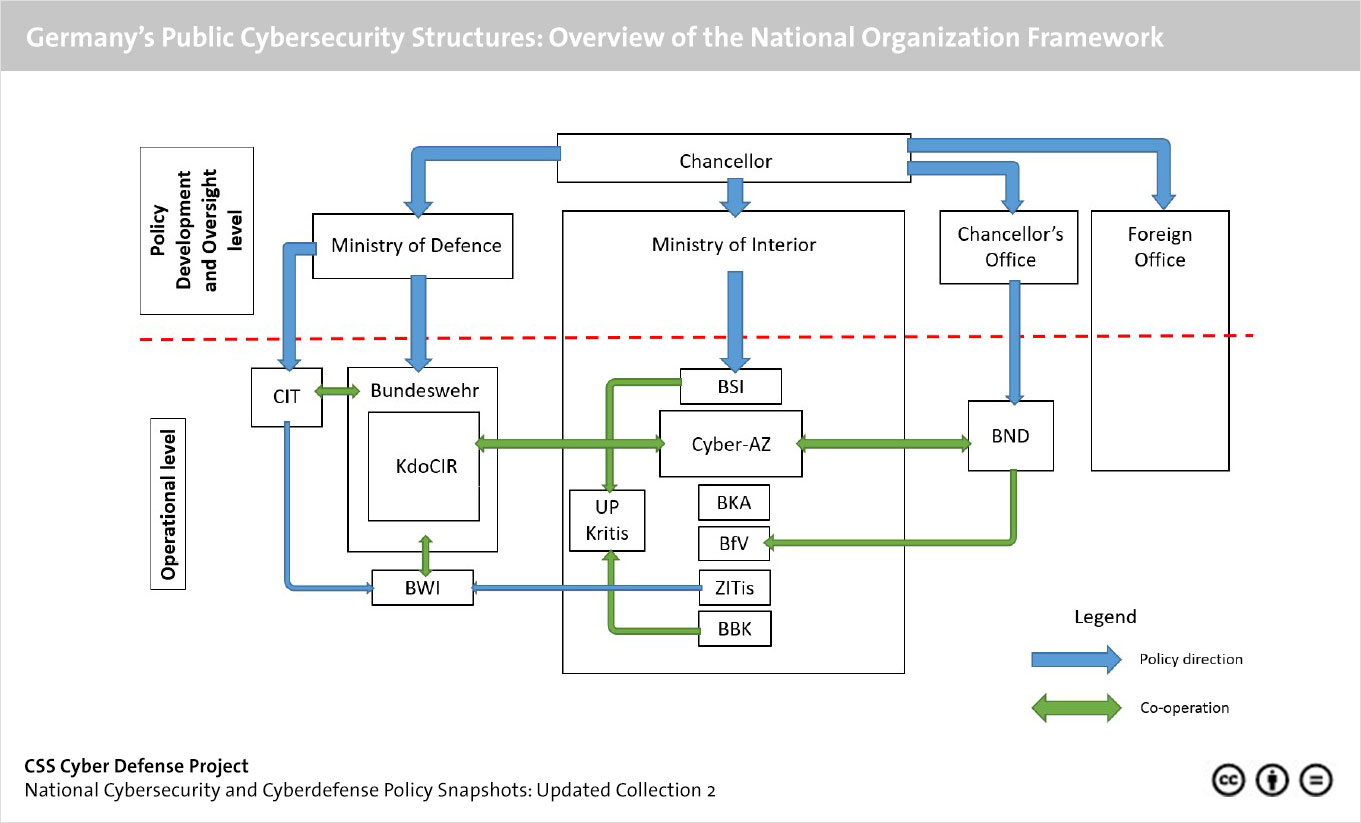 Germany’s Public Cybersecurity Structures: Overview of the National Organization Framework
Policy
Development
and Oversight
level
Chancellor
Ministry of Defence
Ministry of Interior
Chancellor’s
Office
Foreign
Office
Operational level
CIT
Bundeswehr
KdoCIR
BWI
BSI
Cyber-AZ
UP
Kritis
BKA
BfV
ZITis
BBK
BND
Legend
Policy direction
Co-operation
CSS Cyber Defense Project
National Cybersecurity and Cyberdefense Policy Snapshots: Updated Collection 2
cc